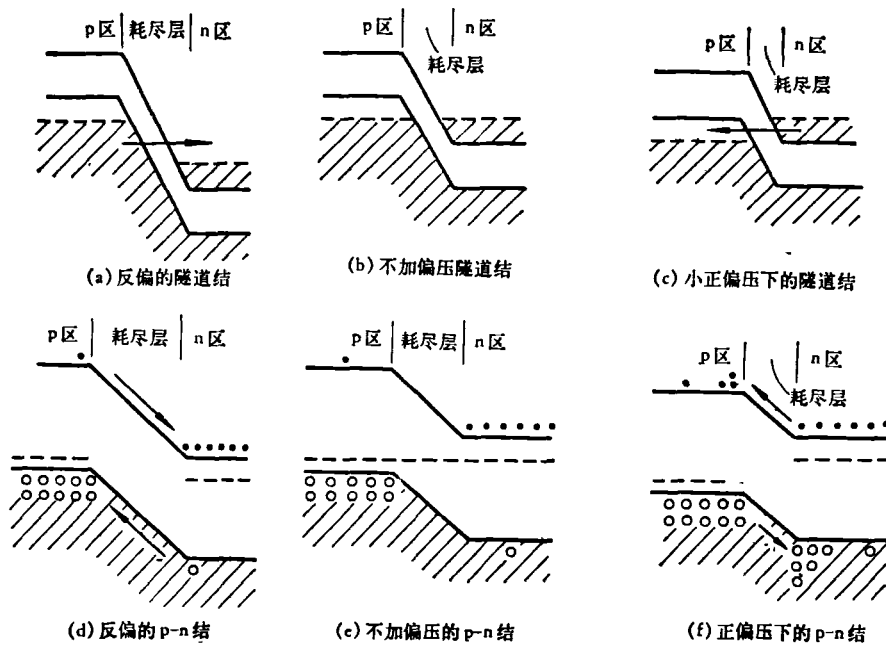 p区 耗尽层 n区
p区 n区
耗尽层
p区 n区
耗尽层
(a)反偏的隧道结
(b)不加偏压隧道结
(c)小正偏压下的隧道结
p区 耗尽层 n区
p区 耗尽层 n区
p区 n区
耗尽层
(d)反偏的p-n结
(e)不加偏压的p-n结
(f)正偏压下的p-n结